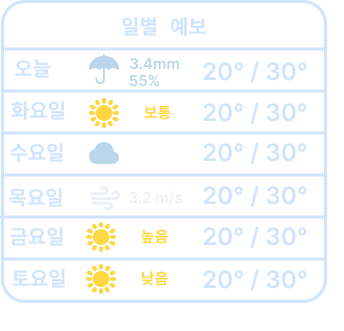 일별 예보
오늘 3.4mm 20° / 30°
55%
화요일 보통 20° / 30°
수요일 20° / 30°
목요일 3.2 m/s 20° / 30°
금요일 높음 20° / 30°
토요일 낮음 20° / 30°